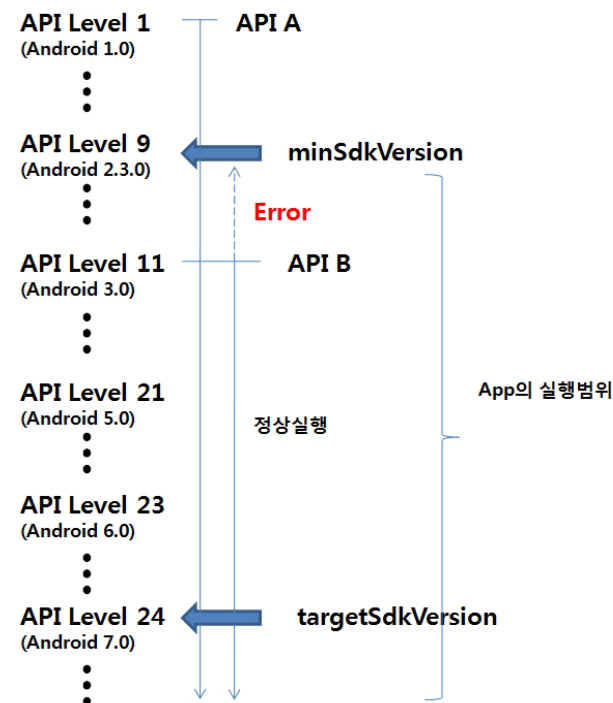 API Level 1
API A
(Android 1.0)
API Level 9
minSdkVersion
(Android 2.3.0)
Error
API Level 11
API B
(Android 3.0)
API Level 21
App의 실행범위
(Android 5.0)
정상실행
API Level 23
(Android 6.0)
API Level 24
targetSdkVersion
(Android 7.0)